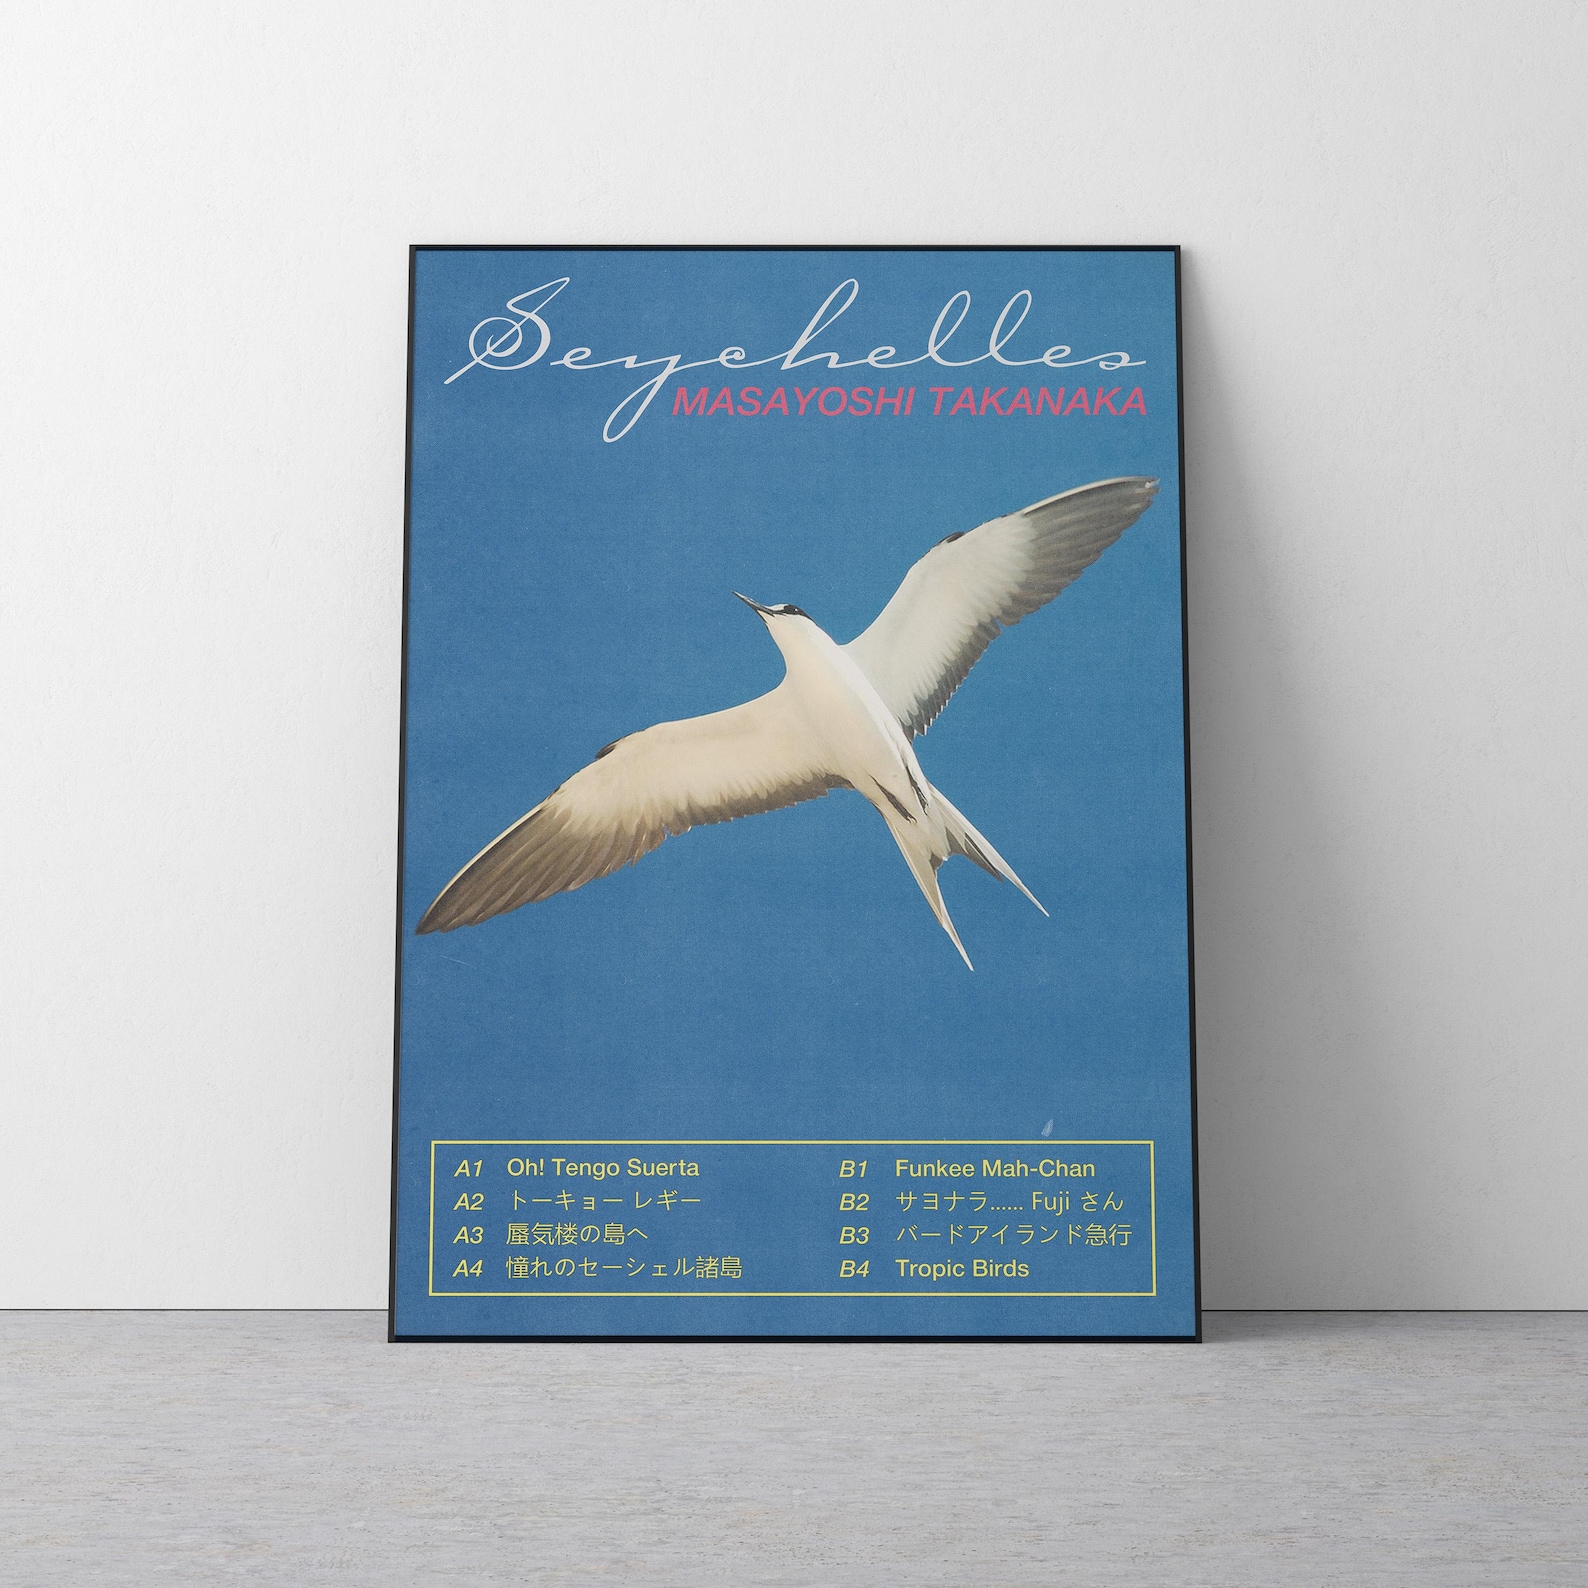 Seychelles
MASAYOSHI TAKANAKA
A1 Oh! Tengo Suerta
A2 トーキョー レギー
A3 蜃気楼の島へ
A4 憧れのセーシェル諸島
B1 Funkee Mah-Chan
B2 サヨナラ...... Fuji さん
B3 バードアイランド急行
B4 Tropic Birds